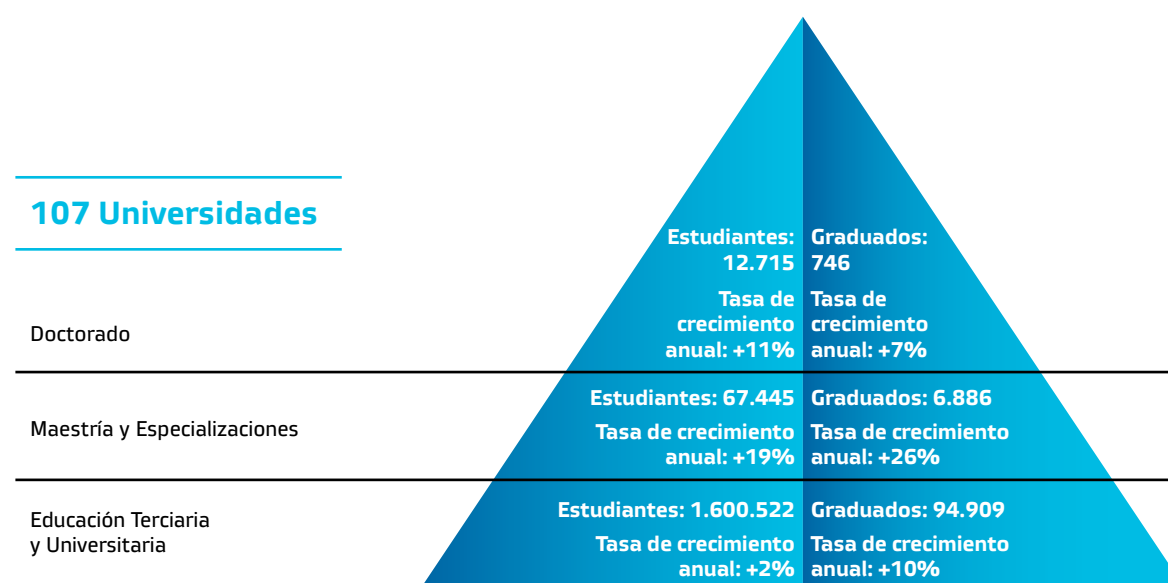 107 Universidades
Doctorado
Estudiantes:
12.715
Tasa de
crecimiento
anual: +11%
Graduados:
746
Tasa de
crecimiento
anual: +7%
Maestría y Especializaciones
Estudiantes: 67.445
Tasa de crecimiento
anual: +19%
Graduados: 6.886
Tasa de crecimiento
anual: +26%
Educación Terciaria
y Universitaria
Estudiantes: 1.600.522
Tasa de crecimiento
anual: +2%
Graduados: 94.909
Tasa de crecimiento
anual: +10%